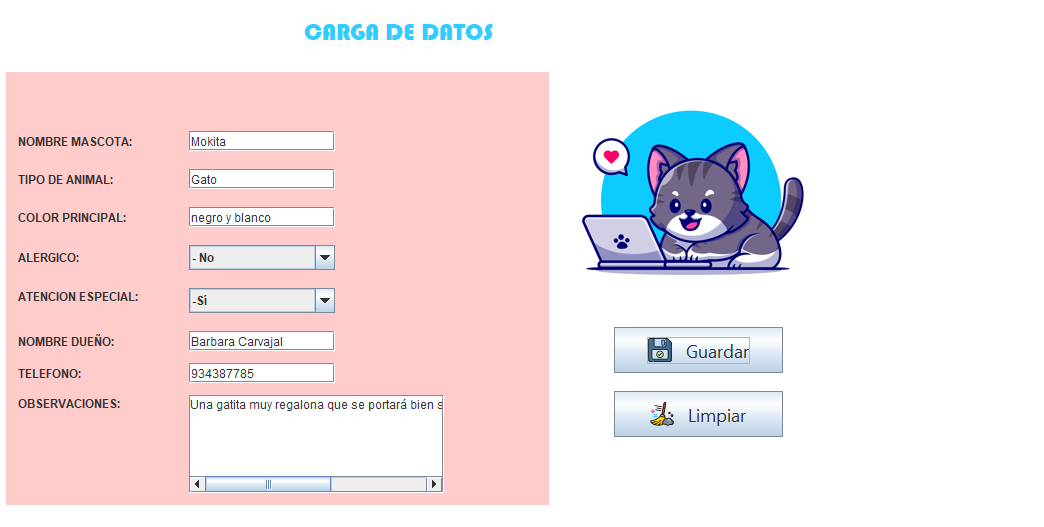 CARGA DE DATOS
NOMBRE MASCOTA: Mokita
TIPO DE ANIMAL: Gato
COLOR PRINCIPAL: negro y blanco
ALERGICO: - No
ATENCION ESPECIAL: -Sí
NOMBRE DUEÑO: Barbara Carvajal
TELEFONO: 934387785
OBSERVACIONES: Una gatita muy regalona que se portará bien s
Guardar
Limpiar